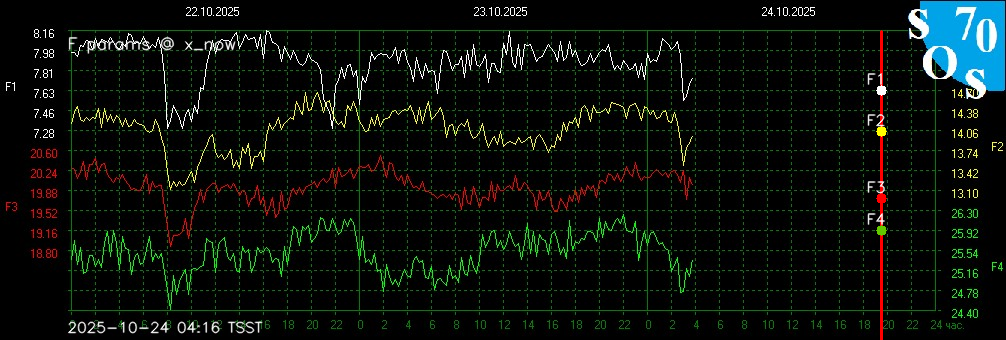 22.10.2025 23.10.2025 24.10.2025
F params @ x_now
8.16
7.98
7.81
7.63
7.46
7.28
F1
20.60
20.24
19.88
19.52
19.16
18.80
F3
F1
F2
F3
F4
SOS 70
14.38
14.06
13.74
13.42
13.10
F2
26.30
25.92
25.54
25.16
24.78
24.40
F4
2025-10-24 04:16 TSST
18 20 22 0 2 4 6 8 10 12 14 16 18 20 22 0 2 4 6 8 10 12 14 16 18 20 22 24 час.